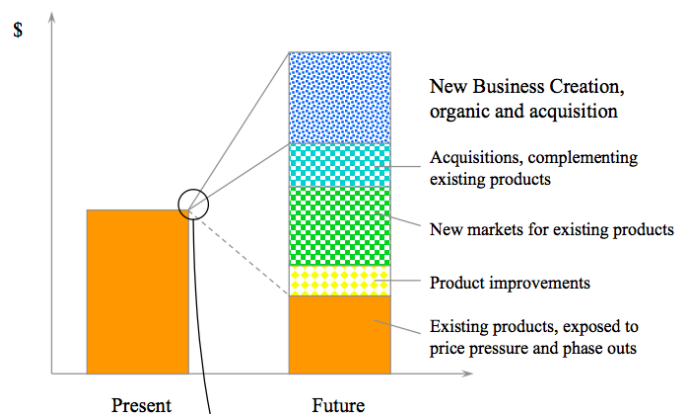 $
New Business Creation,
organic and acquisition
Acquisitions, complementing
existing products
New markets for existing products
Product improvements
Existing products, exposed to
price pressure and phase outs
Present
Future